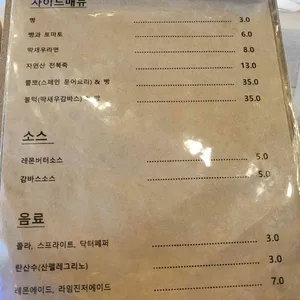 사이드메뉴
빵 3.0
빵과 토마토 6.0
딱새우라면 8.0
자연산 전복죽 13.0
뽈뽀(스페인 문어요리) & 빵 35.0
돌턱(딱새우감바스) & 빵 35.0
소스
레몬버터소스 5.0
감바스소스 5.0
음료
콜라, 스프라이트, 닥터페퍼 3.0
탄산수(산펠레그리노) 3.0
레몬에이드, 라임진저에이드 7.0